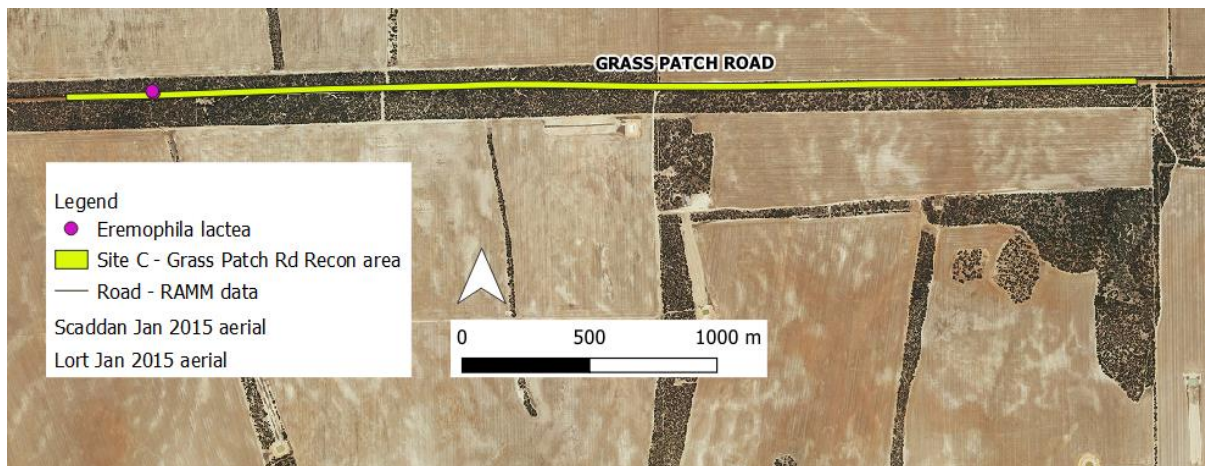 GRASS PATCH ROAD
Legend
Eremophila lactea
Site C - Grass Patch Rd Recon area
Road - RAMM data
Scaddan Jan 2015 aerial
Lort Jan 2015 aerial
0 500 1000 m